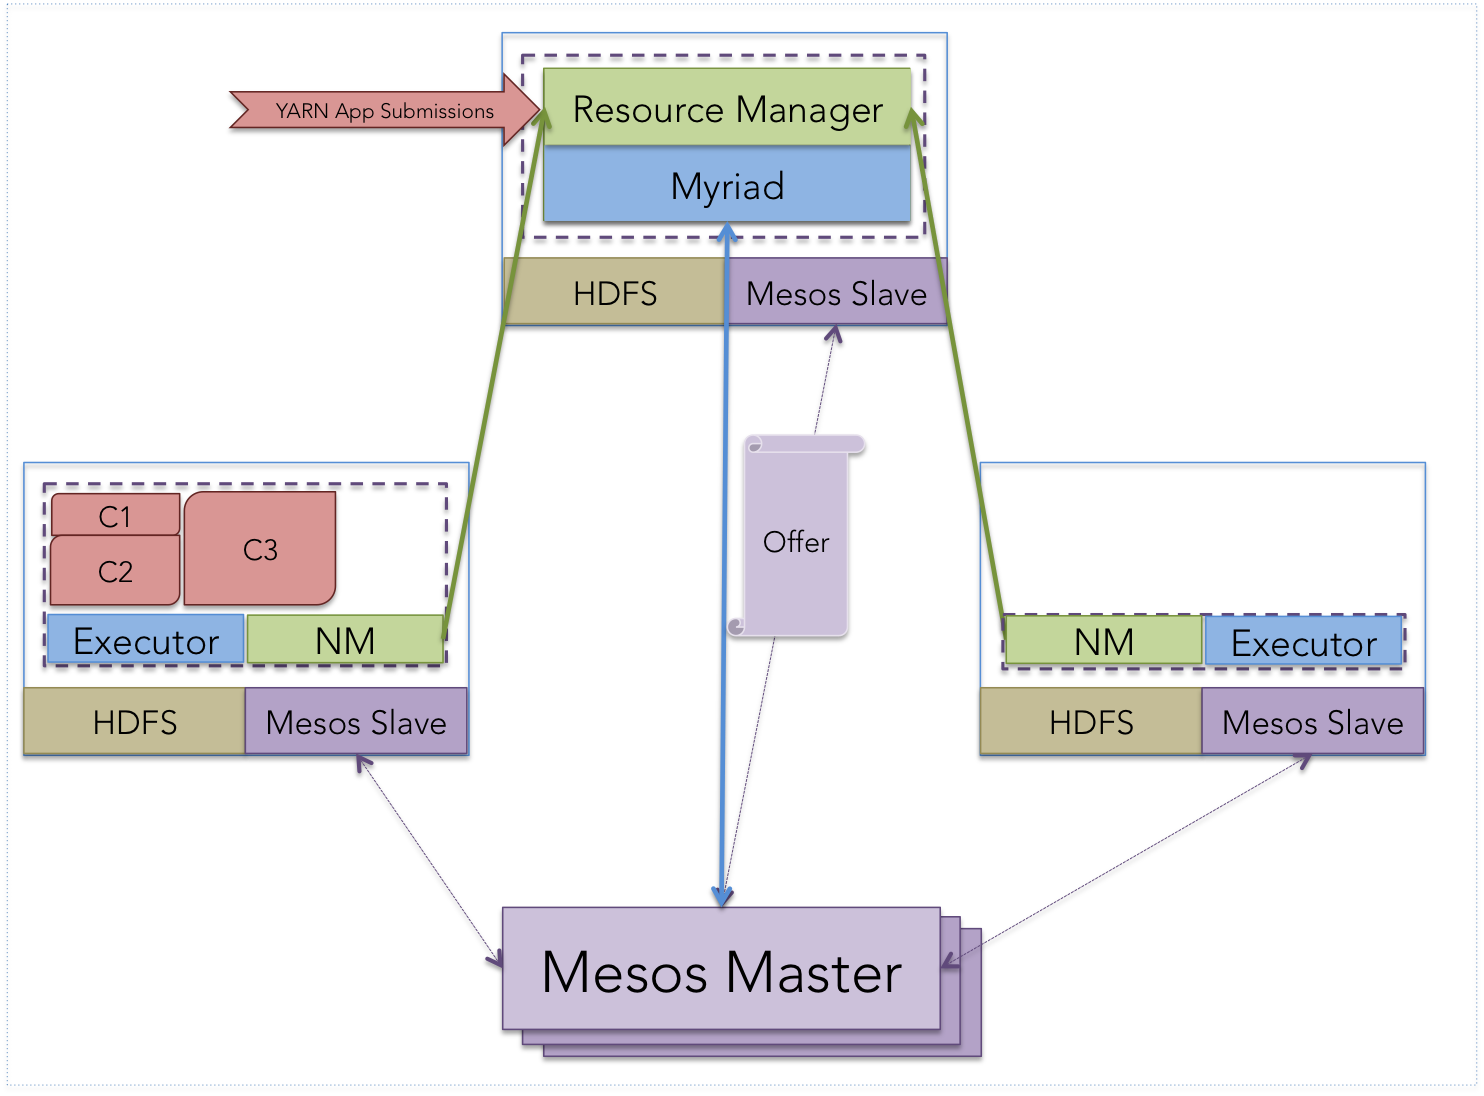 YARN App Submissions
Resource Manager
Myriad
HDFS
Mesos Slave
Offer
C1
C2
C3
Executor
NM
HDFS
Mesos Slave
NM
Executor
HDFS
Mesos Slave
Mesos Master